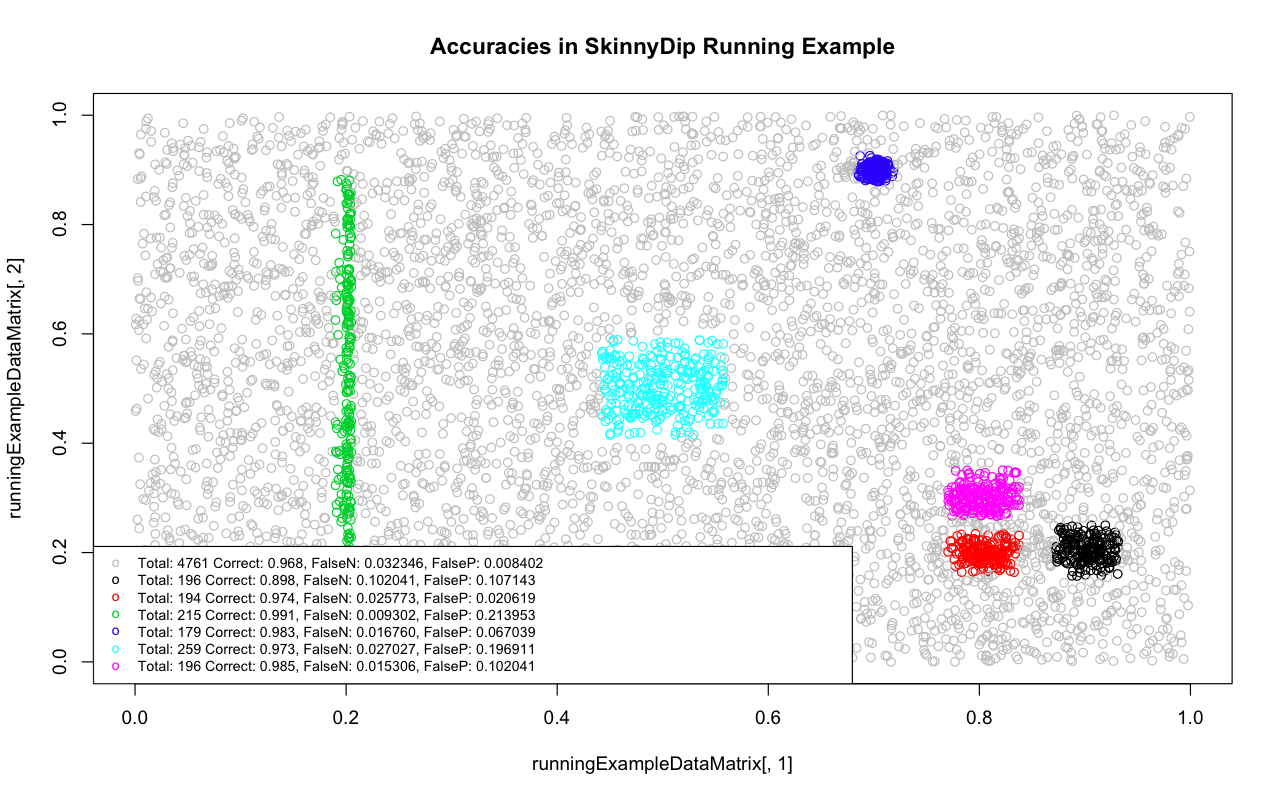 Accuracies in SkinnyDip Running Example
runningExampleDataMatrix[, 2]
1.0
0.8
0.6
0.4
0.2
0.0
Total: 4761 Correct: 0.968, FalseN: 0.032346, FalseP: 0.008402
Total: 196 Correct: 0.898, FalseN: 0.102041, FalseP: 0.107143
Total: 194 Correct: 0.974, FalseN: 0.025773, FalseP: 0.020619
Total: 215 Correct: 0.991, FalseN: 0.009302, FalseP: 0.213953
Total: 179 Correct: 0.983, FalseN: 0.016760, FalseP: 0.067039
Total: 259 Correct: 0.973, FalseN: 0.027027, FalseP: 0.196911
Total: 196 Correct: 0.985, FalseN: 0.015306, FalseP: 0.102041
0.0 0.2 0.4 0.6 0.8 1.0
runningExampleDataMatrix[, 1]